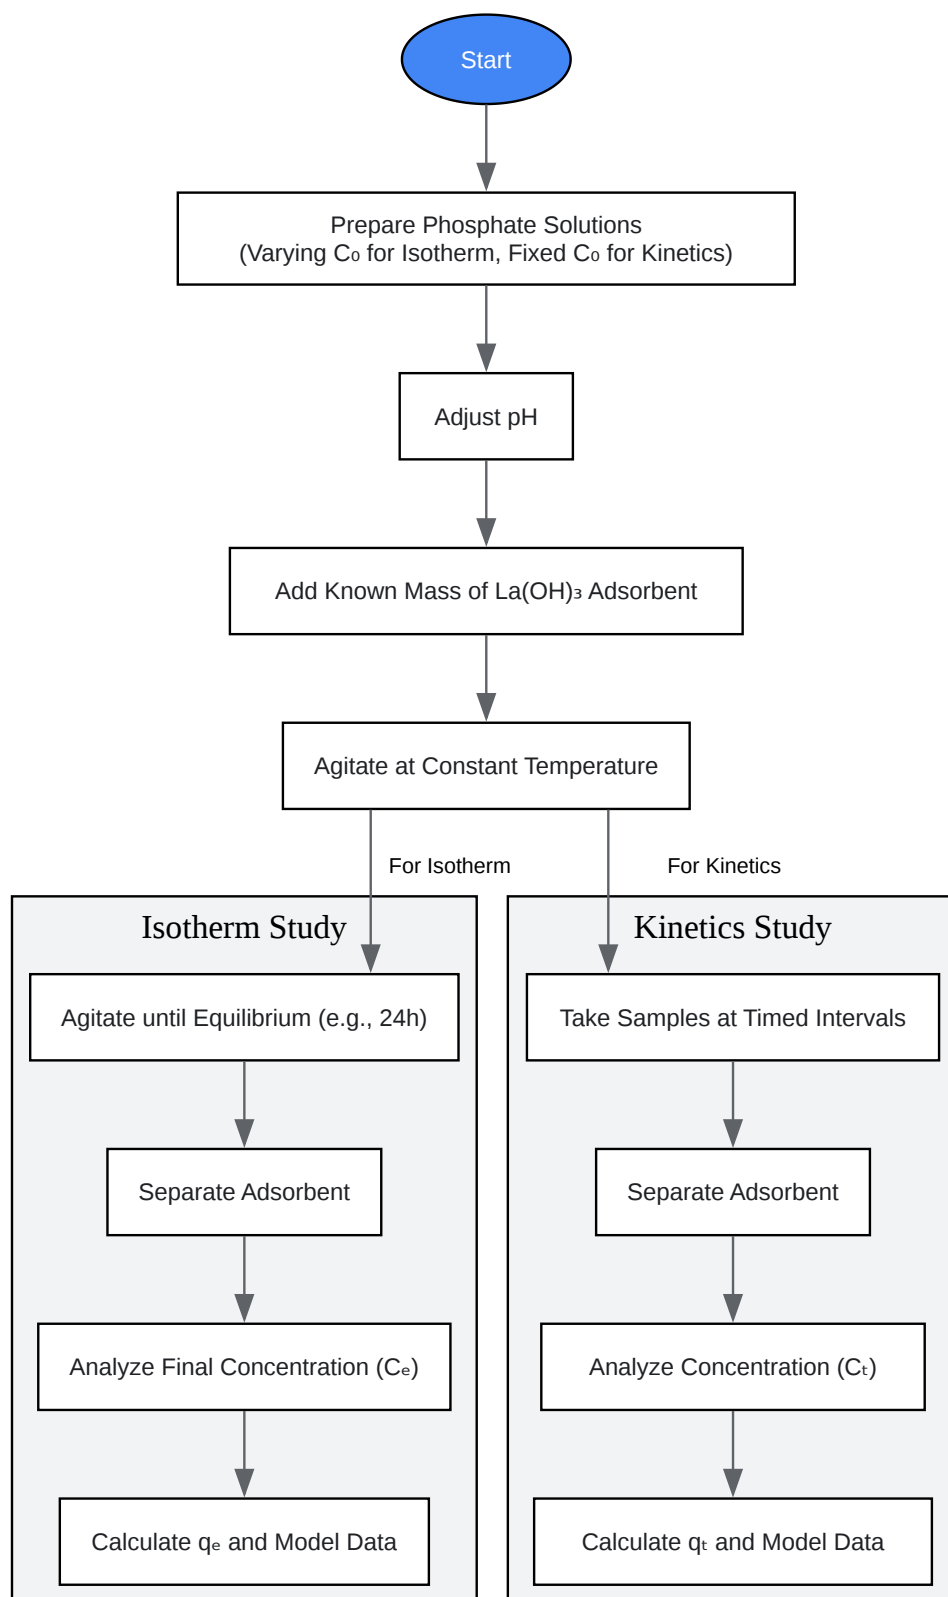 Start
Prepare Phosphate Solutions
(Varying C₀ for Isotherm, Fixed C₀ for Kinetics)
Adjust pH
Add Known Mass of La(OH)₃ Adsorbent
Agitate at Constant Temperature
For Isotherm
For Kinetics
Isotherm Study
Agitate until Equilibrium (e.g., 24h)
Separate Adsorbent
Analyze Final Concentration (Cₑ)
Calculate qₑ and Model Data
Kinetics Study
Take Samples at Timed Intervals
Separate Adsorbent
Analyze Concentration (Cₜ)
Calculate qₜ and Model Data